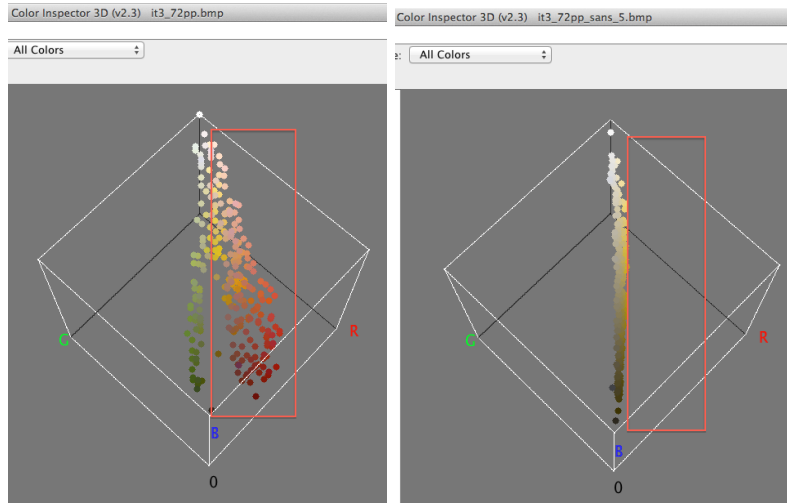 Color Inspector 3D (v2.3) it3_72pp.bmp
All Colors
G
R
B
0
Color Inspector 3D (v2.3) it3_72pp_sans_5.bmp
All Colors
G
R
B
0